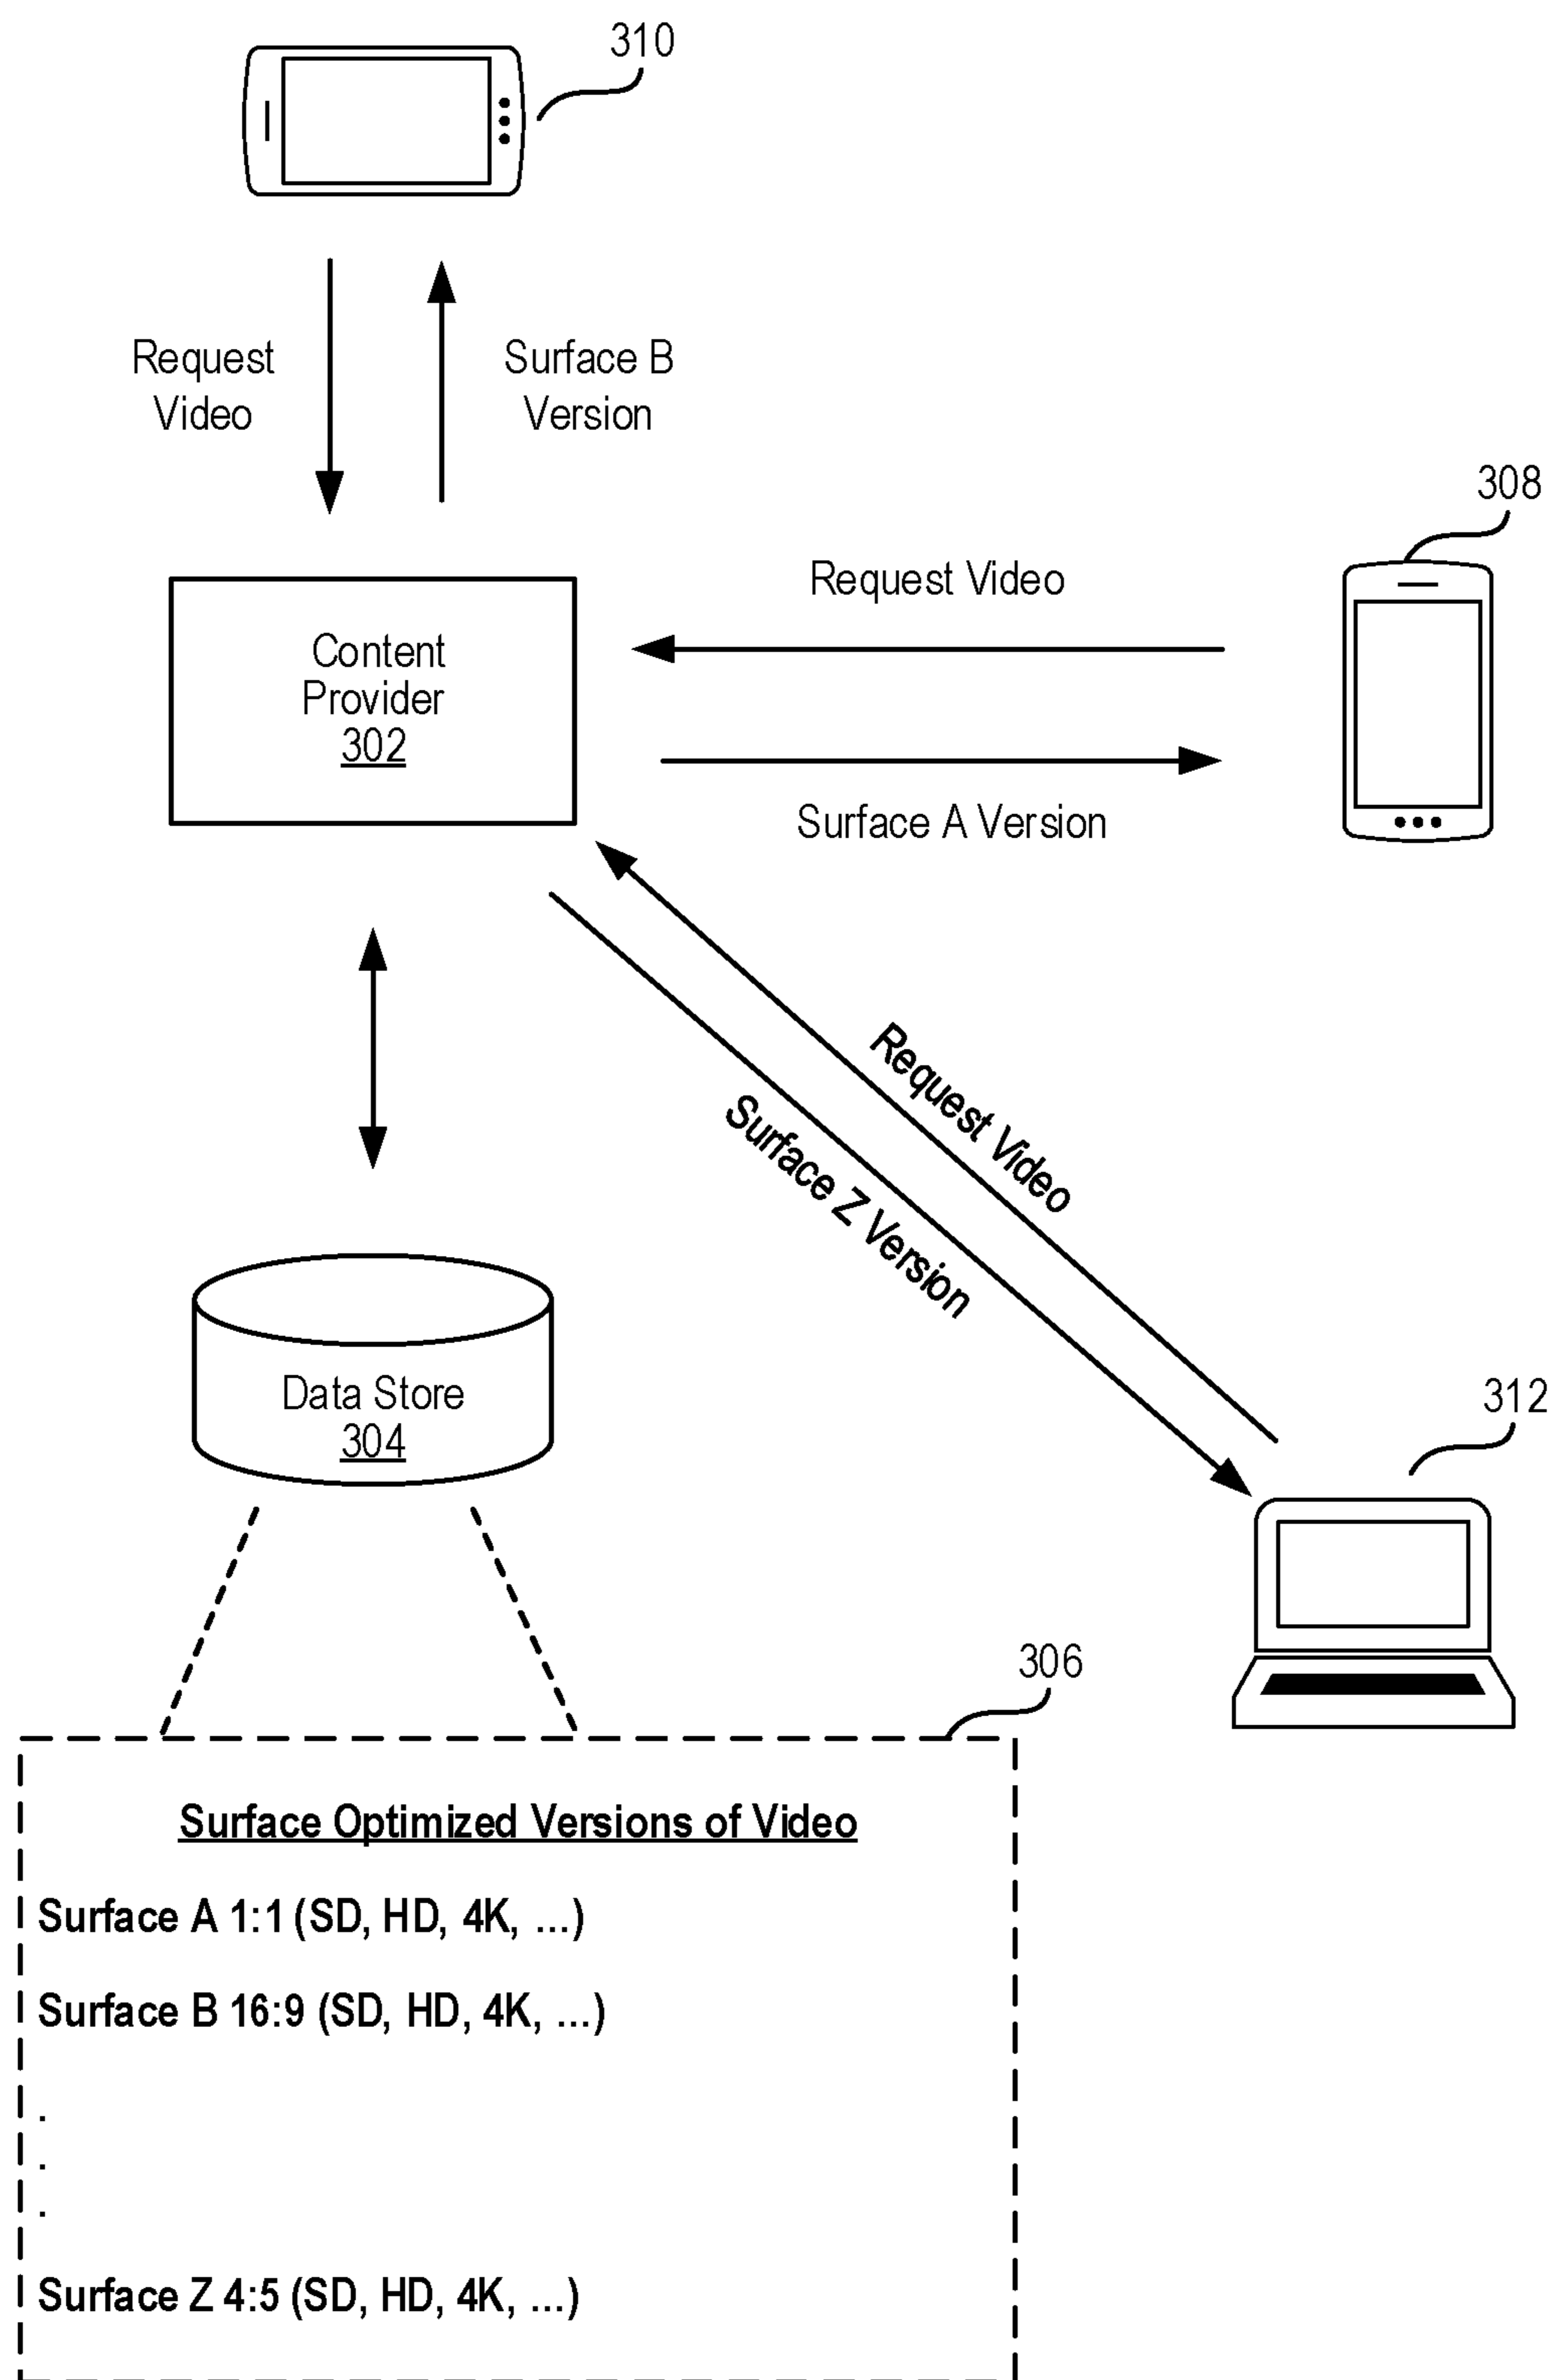 310
Request
Video
Surface B
Version
308
Request Video
Content
Provider
302
Surface A Version
Request Video
Surface Z Version
Data Store
304
312
306
Surface Optimized Versions of Video
Surface A 1:1 (SD, HD, 4K, ...)
Surface B 16:9 (SD, HD, 4K, ...)
.
.
.
Surface Z 4:5 (SD, HD, 4K, ...)